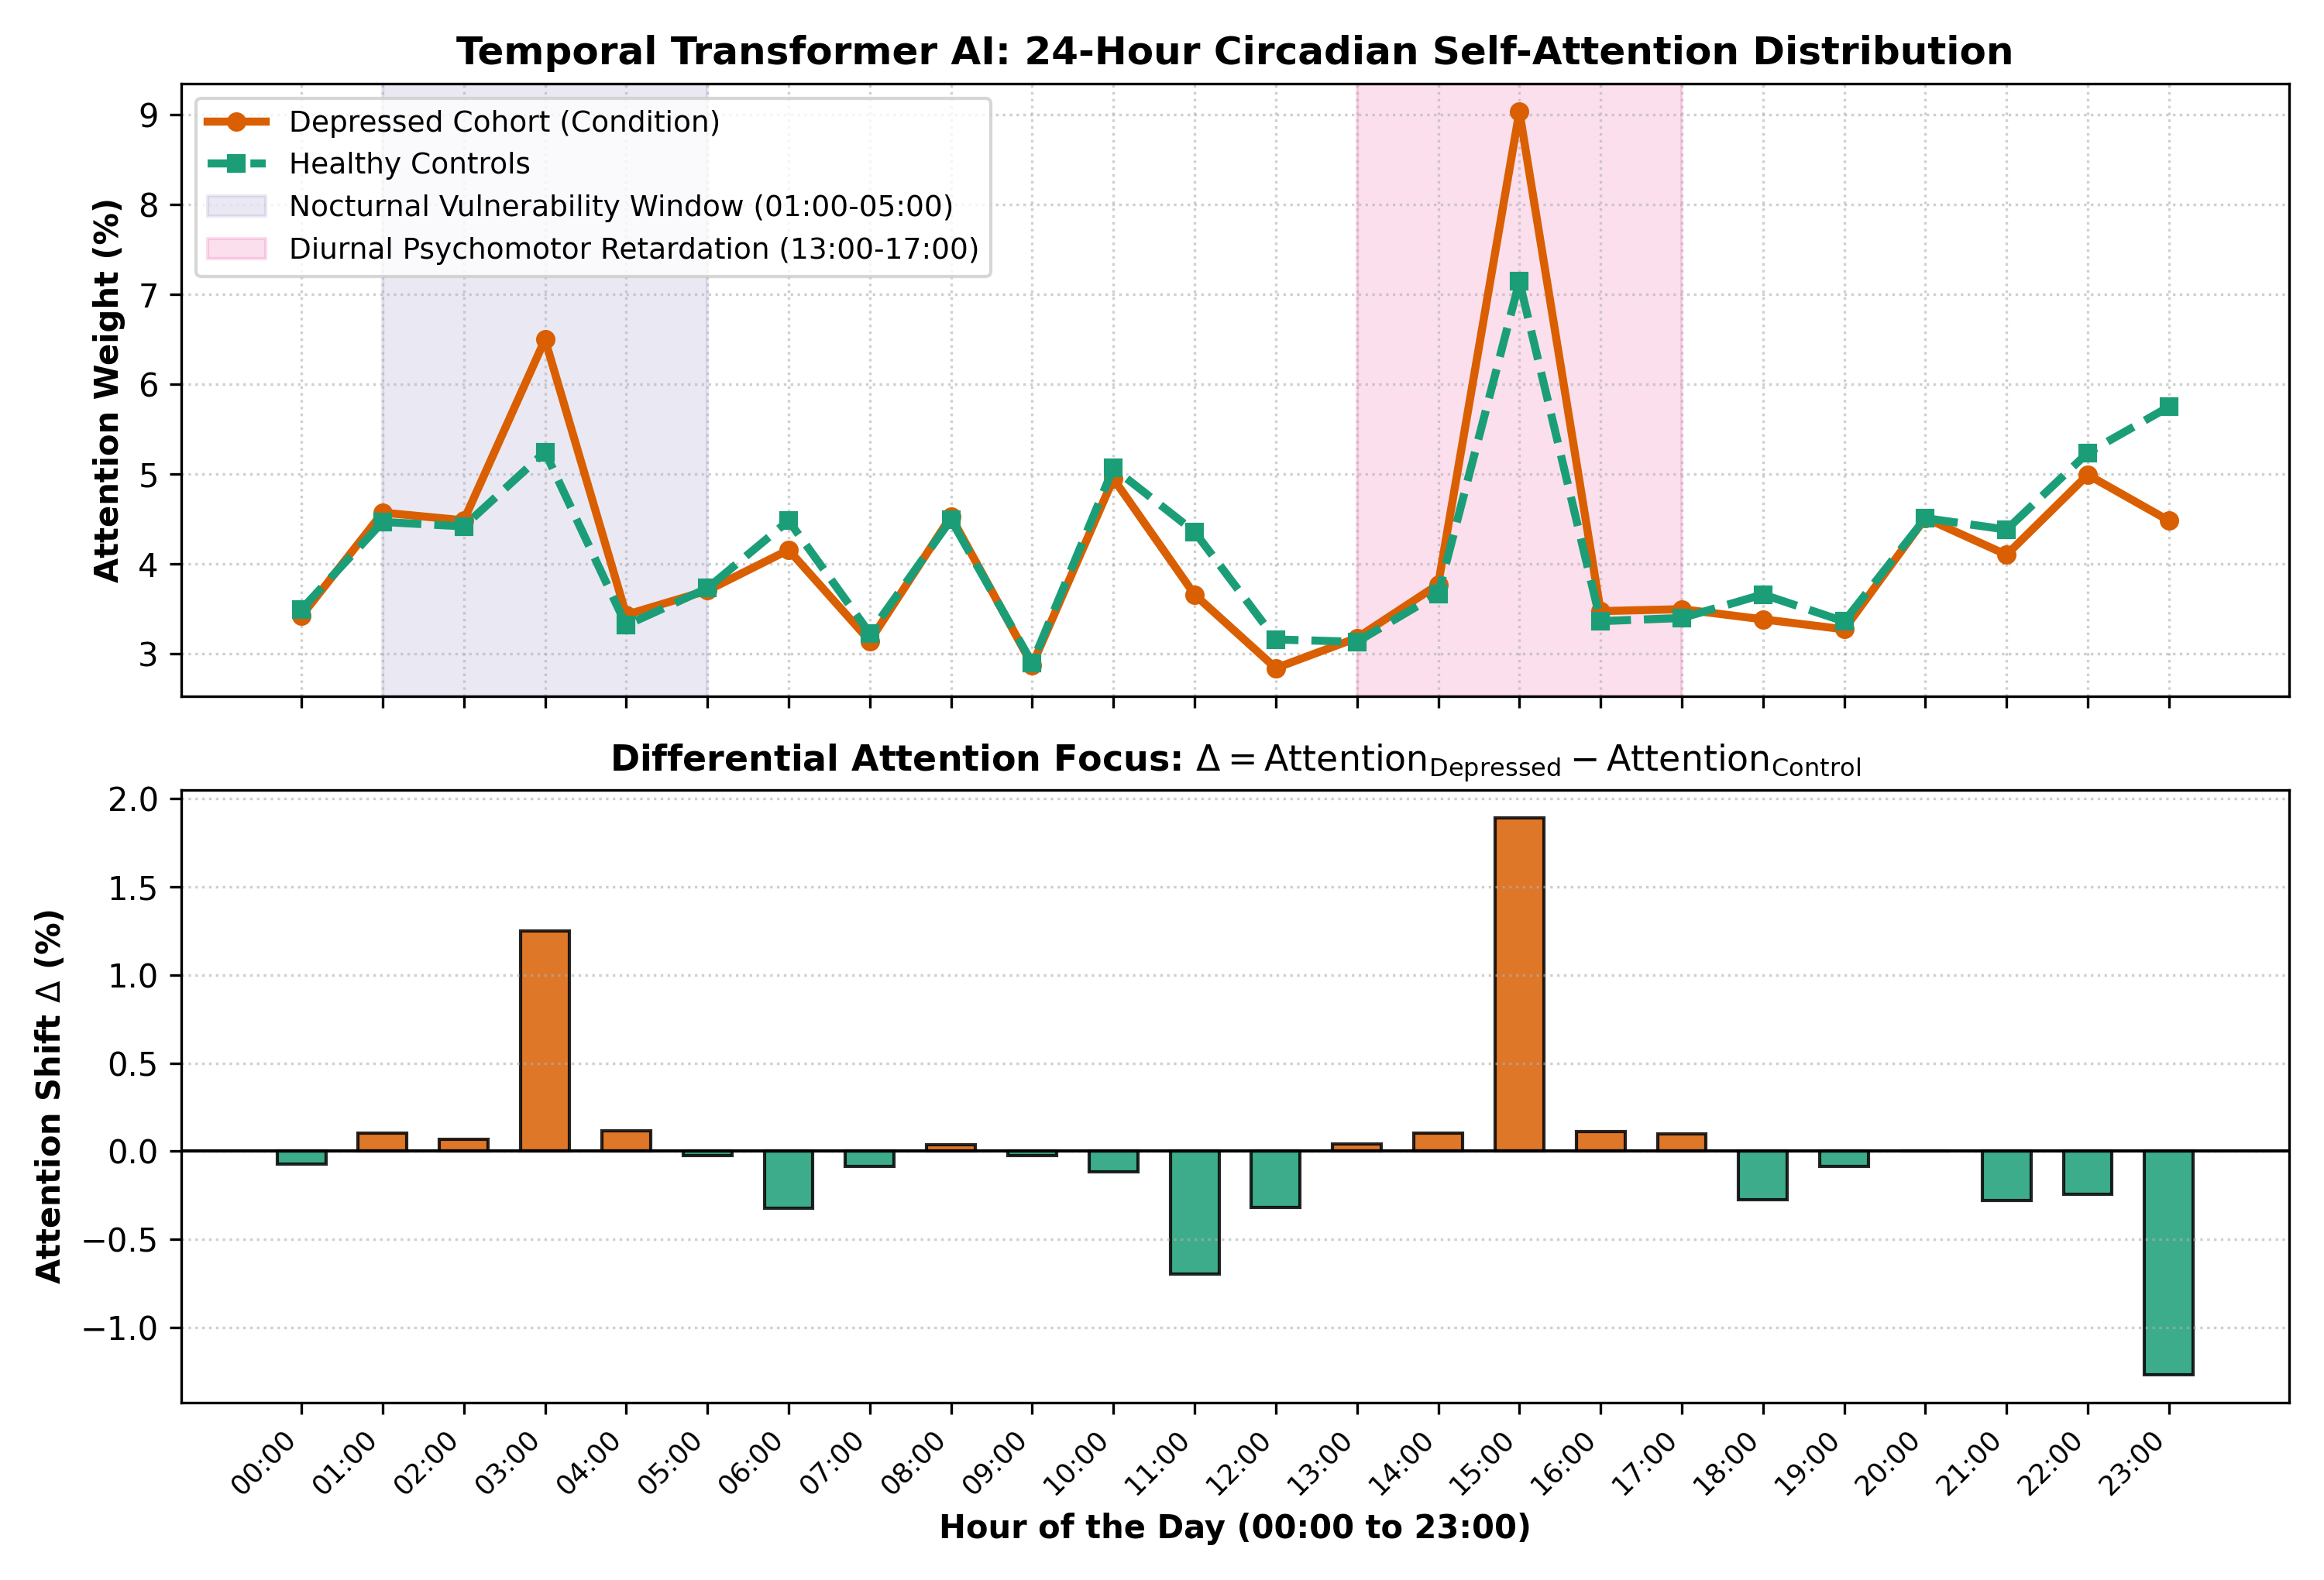 Temporal Transformer AI: 24-Hour Circadian Self-Attention Distribution
Depressed Cohort (Condition)
Healthy Controls
Nocturnal Vulnerability Window (01:00-05:00)
Diurnal Psychomotor Retardation (13:00-17:00)
Attention Weight (%)
9
8
7
6
5
4
3
Differential Attention Focus: Δ = Attention_Depressed − Attention_Control
Attention Shift Δ (%)
2.0
1.5
1.0
0.5
0.0
−0.5
−1.0
00:00 01:00 02:00 03:00 04:00 05:00 06:00 07:00 08:00 09:00 10:00 11:00 12:00 13:00 14:00 15:00 16:00 17:00 18:00 19:00 20:00 21:00 22:00 23:00
Hour of the Day (00:00 to 23:00)